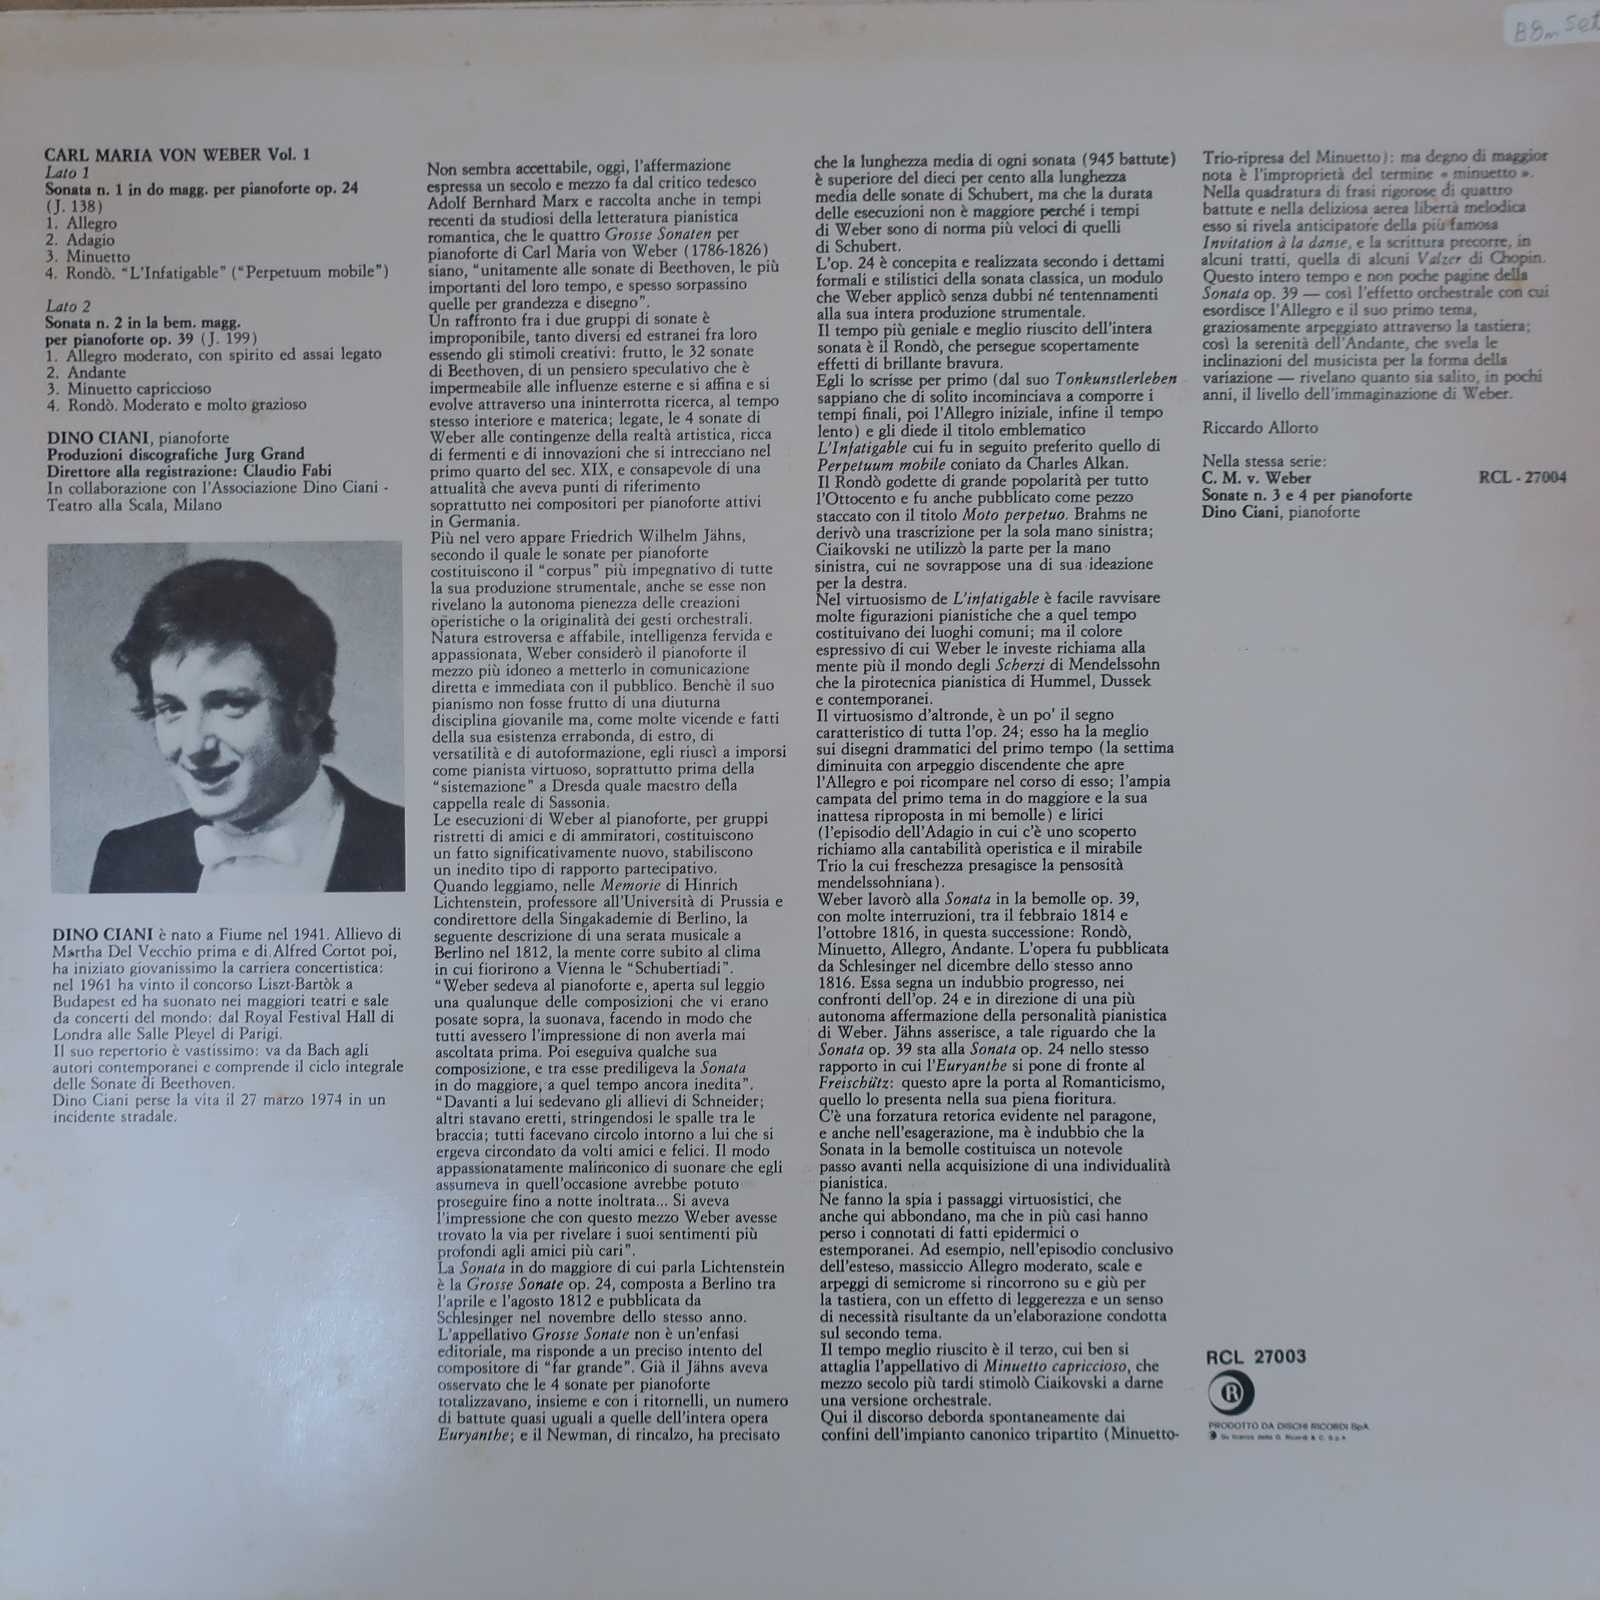 B8m Set
CARL MARIA VON WEBER Vol. 1
Lato 1
Sonata n. 1 in do magg. per pianoforte op. 24
(J. 138)
1. Allegro
2. Adagio
3. Minuetto
4. Rondò. “L'Infatigable” (“Perpetuum mobile”)
Lato 2
Sonata n. 2 in la bem. magg.
per pianoforte op. 39 (J. 199)
1. Allegro moderato, con spirito ed assai legato
2. Andante
3. Minuetto capriccioso
4. Rondò. Moderato e molto grazioso
DINO CIANI, pianoforte
Produzioni discografiche Jurg Grand
Direttore alla registrazione: Claudio Fabi
In collaborazione con l'Associazione Dino Ciani -
Teatro alla Scala, Milano
DINO CIANI è nato a Fiume nel 1941. Allievo di
Martha Del Vecchio prima e di Alfred Cortot poi,
ha iniziato giovanissimo la carriera concertistica:
nel 1961 ha vinto il concorso Liszt-Bartòk a
Budapest ed ha suonato nei maggiori teatri e sale
da concerti del mondo: dal Royal Festival Hall di
Londra alle Salle Pleyel di Parigi.
Il suo repertorio è vastissimo: va da Bach agli
autori contemporanei e comprende il ciclo integrale
delle Sonate di Beethoven.
Dino Ciani perse la vita il 27 marzo 1974 in un
incidente stradale.
Non sembra accettabile, oggi, l'affermazione
espressa un secolo e mezzo fa dal critico tedesco
Adolf Bernhard Marx e raccolta anche in tempi
recenti da studiosi della letteratura pianistica
romantica, che le quattro Grosse Sonaten per
pianoforte di Carl Maria von Weber (1786-1826)
siano, “unitamente alle sonate di Beethoven, le più
importanti del loro tempo, e spesso sorpassino
quelle per grandezza e disegno”.
Un raffronto fra i due gruppi di sonate è
improponibile, tanto diversi ed estranei fra loro
essendo gli stimoli creativi: frutto, le 32 sonate
di Beethoven, di un pensiero speculativo che è
impermeabile alle influenze esterne e si affina e si
evolve attraverso una ininterrotta ricerca, al tempo
stesso interiore e materica; legate, le 4 sonate di
Weber alle contingenze della realtà artistica, ricca
di fermenti e di innovazioni che si intrecciano nel
primo quarto del sec. XIX, e consapevole di una
attualità che aveva punti di riferimento
soprattutto nei compositori per pianoforte attivi
in Germania.
Più nel vero appare Friedrich Wilhelm Jähns,
secondo il quale le sonate per pianoforte
costituiscono il “corpus” più impegnativo di tutte
la sua produzione strumentale, anche se esse non
rivelano la autonoma pienezza delle creazioni
operistiche o la originalità dei gesti orchestrali.
Natura estroversa e affabile, intelligenza fervida e
appassionata, Weber considerò il pianoforte il
mezzo più idoneo a metterlo in comunicazione
diretta e immediata con il pubblico. Benchè il suo
pianismo non fosse frutto di una diuturna
disciplina giovanile ma, come molte vicende e fatti
della sua esistenza errabonda, di estro, di
versatilità e di autoformazione, egli riuscì a imporsi
come pianista virtuoso, soprattutto prima della
“sistemazione” a Dresda quale maestro della
cappella reale di Sassonia.
Le esecuzioni di Weber al pianoforte, per gruppi
ristretti di amici e di ammiratori, costituiscono
un fatto significativamente nuovo, stabiliscono
un inedito tipo di rapporto partecipativo.
Quando leggiamo, nelle Memorie di Hinrich
Lichtenstein, professore all'Università di Prussia e
condirettore della Singakademie di Berlino, la
seguente descrizione di una serata musicale a
Berlino nel 1812, la mente corre subito al clima
in cui fiorirono a Vienna le “Schubertiadi”.
“Weber sedeva al pianoforte e, aperta sul leggio
una qualunque delle composizioni che vi erano
posate sopra, la suonava, facendo in modo che
tutti avessero l'impressione di non averla mai
ascoltata prima. Poi eseguiva qualche sua
composizione, e tra esse prediligeva la Sonata
in do maggiore, a quel tempo ancora inedita”.
“Davanti a lui sedevano gli allievi di Schneider;
altri stavano eretti, stringendosi le spalle tra le
braccia; tutti facevano circolo intorno a lui che si
ergeva circondato da volti amici e felici. Il modo
appassionatamente malinconico di suonare che egli
assumeva in quell'occasione avrebbe potuto
proseguire fino a notte inoltrata... Si aveva
l'impressione che con questo mezzo Weber avesse
trovato la via per rivelare i suoi sentimenti più
profondi agli amici più cari”.
La Sonata in do maggiore di cui parla Lichtenstein
è la Grosse Sonate op. 24, composta a Berlino tra
l'aprile e l'agosto 1812 e pubblicata da
Schlesinger nel novembre dello stesso anno.
L'appellativo Grosse Sonate non è un'enfasi
editoriale, ma risponde a un preciso intento del
compositore di “far grande”. Già il Jähns aveva
osservato che le 4 sonate per pianoforte
totalizzavano, insieme e con i ritornelli, un numero
di battute quasi uguali a quelle dell'intera opera
Euryanthe; e il Newman, di rincalzo, ha precisato
che la lunghezza media di ogni sonata (945 battute)
è superiore del dieci per cento alla lunghezza
media delle sonate di Schubert, ma che la durata
delle esecuzioni non è maggiore perché i tempi
di Weber sono di norma più veloci di quelli
di Schubert.
L'op. 24 è concepita e realizzata secondo i dettami
formali e stilistici della sonata classica, un modulo
che Weber applicò senza dubbi né tentennamenti
alla sua intera produzione strumentale.
Il tempo più geniale e meglio riuscito dell'intera
sonata è il Rondò, che persegue scopertamente
effetti di brillante bravura.
Egli lo scrisse per primo (dal suo Tonkunstlerleben
sappiano che di solito incominciava a comporre i
tempi finali, poi l'Allegro iniziale, infine il tempo
lento) e gli diede il titolo emblematico
L'Infatigable cui fu in seguito preferito quello di
Perpetuum mobile coniato da Charles Alkan.
Il Rondò godette di grande popolarità per tutto
l'Ottocento e fu anche pubblicato come pezzo
staccato con il titolo Moto perpetuo. Brahms ne
derivò una trascrizione per la sola mano sinistra;
Ciaikovski ne utilizzò la parte per la mano
sinistra, cui ne sovrappose una di sua ideazione
per la destra.
Nel virtuosismo de L'infatigable è facile ravvisare
molte figurazioni pianistiche che a quel tempo
costituivano dei luoghi comuni; ma il colore
espressivo di cui Weber le investe richiama alla
mente più il mondo degli Scherzi di Mendelssohn
che la pirotecnica pianistica di Hummel, Dussek
e contemporanei.
Il virtuosismo d'altronde, è un po' il segno
caratteristico di tutta l'op. 24; esso ha la meglio
sui disegni drammatici del primo tempo (la settima
diminuita con arpeggio discendente che apre
l'Allegro e poi ricompare nel corso di esso; l'ampia
campata del primo tema in do maggiore e la sua
inattesa riproposta in mi bemolle) e lirici
(l'episodio dell'Adagio in cui c'è uno scoperto
richiamo alla cantabilità operistica e il mirabile
Trio la cui freschezza presagisce la pensosità
mendelssohniana).
Weber lavorò alla Sonata in la bemolle op. 39,
con molte interruzioni, tra il febbraio 1814 e
l'ottobre 1816, in questa successione: Rondò,
Minuetto, Allegro, Andante. L'opera fu pubblicata
da Schlesinger nel dicembre dello stesso anno
1816. Essa segna un indubbio progresso, nei
confronti dell'op. 24 e in direzione di una più
autonoma affermazione della personalità pianistica
di Weber. Jähns asserisce, a tale riguardo che la
Sonata op. 39 sta alla Sonata op. 24 nello stesso
rapporto in cui l'Euryanthe si pone di fronte al
Freischütz: questo apre la porta al Romanticismo,
quello lo presenta nella sua piena fioritura.
C'è una forzatura retorica evidente nel paragone,
e anche nell'esagerazione, ma è indubbio che la
Sonata in la bemolle costituisca un notevole
passo avanti nella acquisizione di una individualità
pianistica.
Ne fanno la spia i passaggi virtuosistici, che
anche qui abbondano, ma che in più casi hanno
perso i connotati di fatti epidermici o
estemporanei. Ad esempio, nell'episodio conclusivo
dell'esteso, massiccio Allegro moderato, scale e
arpeggi di semicrome si rincorrono su e giù per
la tastiera, con un effetto di leggerezza e un senso
di necessità risultante da un'elaborazione condotta
sul secondo tema.
Il tempo meglio riuscito è il terzo, cui ben si
attaglia l'appellativo di Minuetto capriccioso, che
mezzo secolo più tardi stimolò Ciaikovski a darne
una versione orchestrale.
Qui il discorso deborda spontaneamente dai
confini dell'impianto canonico tripartito (Minuetto-
Trio-ripresa del Minuetto): ma degno di maggior
nota è l'improprietà del termine « minuetto ».
Nella quadratura di frasi rigorose di quattro
battute e nella deliziosa aerea libertà melodica
esso si rivela anticipatore della più famosa
Invitation à la danse, e la scrittura precorre, in
alcuni tratti, quella di alcuni Valzer di Chopin.
Questo intero tempo e non poche pagine della
Sonata op. 39 — così l'effetto orchestrale con cui
esordisce l'Allegro e il suo primo tema,
graziosamente arpeggiato attraverso la tastiera;
così la serenità dell'Andante, che svela le
inclinazioni del musicista per la forma della
variazione — rivelano quanto sia salito, in pochi
anni, il livello dell'immaginazione di Weber.
Riccardo Allorto
Nella stessa serie:
C. M. v. Weber RCL - 27004
Sonate n. 3 e 4 per pianoforte
Dino Ciani, pianoforte
RCL 27003
R
PRODOTTO DA DISCHI RICORDI SpA
Su licenza della G. Ricordi & C. S.p.A.